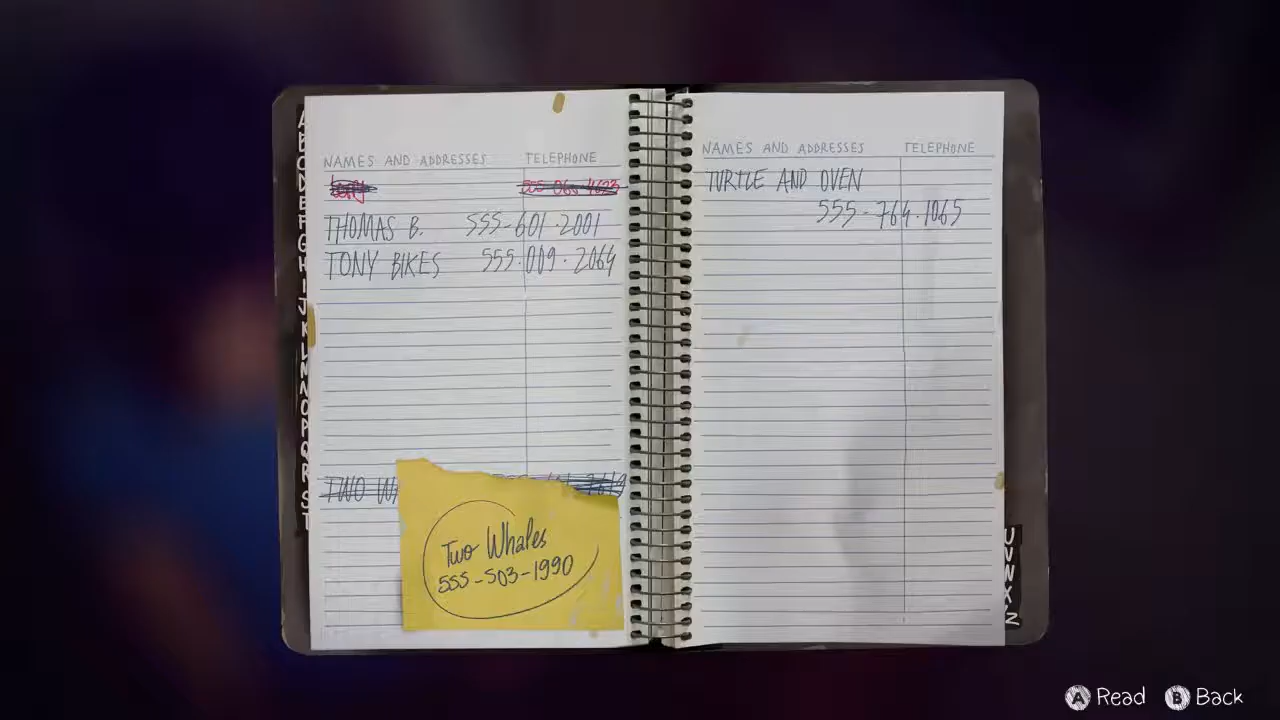 NAMES AND ADDRESSES TELEPHONE
THOMAS B. 555-601-2001
TONY BIKES 555-009-2064
TWO
Two Whales
555-503-1990
NAMES AND ADDRESSES TELEPHONE
TURTLE AND OVEN
555-764-1065
A
B
C
D
E
F
G
H
I
J
K
L
M
N
O
P
Q
R
S
T
U
V
W
X
Z
A Read B Back